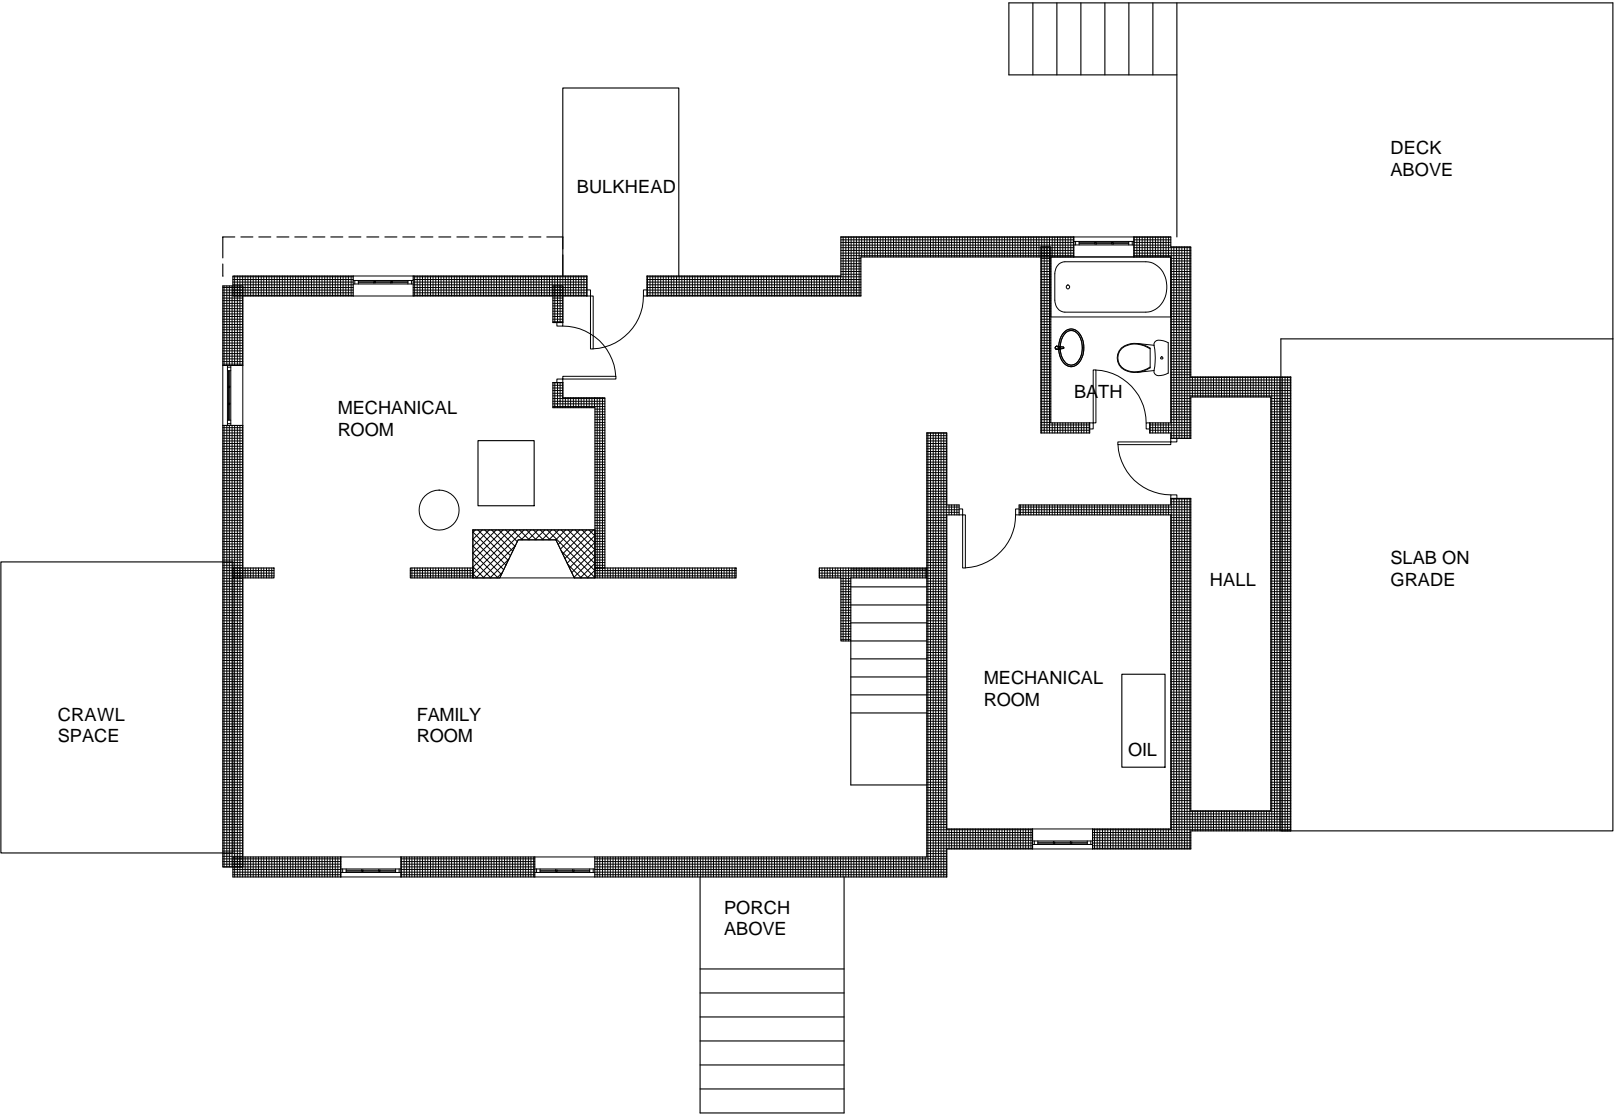 DECK
ABOVE
BULKHEAD
BATH
MECHANICAL
ROOM
SLAB ON
GRADE
HALL
MECHANICAL
ROOM
CRAWL
SPACE
FAMILY
ROOM
OIL
PORCH
ABOVE